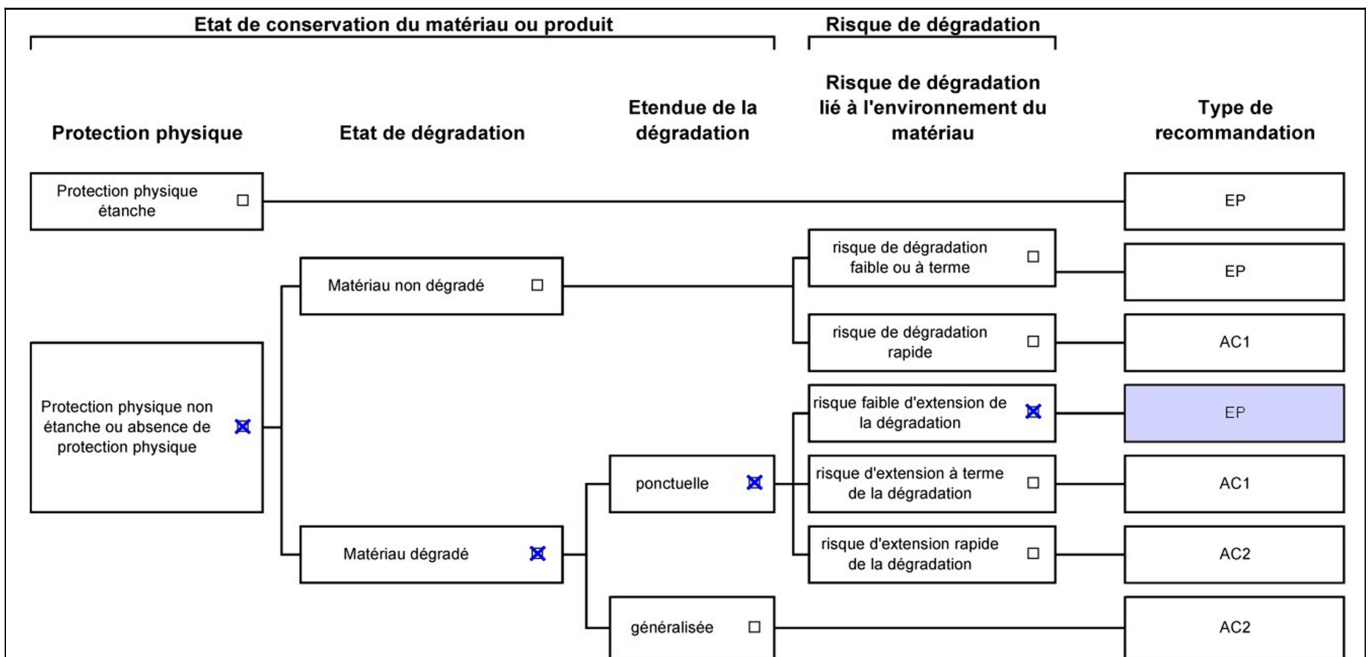 Etat de conservation du matériau ou produit
Risque de dégradation
Protection physique
Etat de dégradation
Etendue de la
dégradation
Risque de dégradation
lié à l'environnement du
matériau
Type de
recommandation
Protection physique
étanche
EP
Matériau non dégradé
risque de dégradation
faible ou à terme
EP
risque de dégradation
rapide
AC1
Protection physique non
étanche ou absence de
protection physique
Matériau dégradé
ponctuelle
risque faible d'extension de
la dégradation
EP
risque d'extension à terme
de la dégradation
AC1
risque d'extension rapide
de la dégradation
AC2
généralisée
AC2